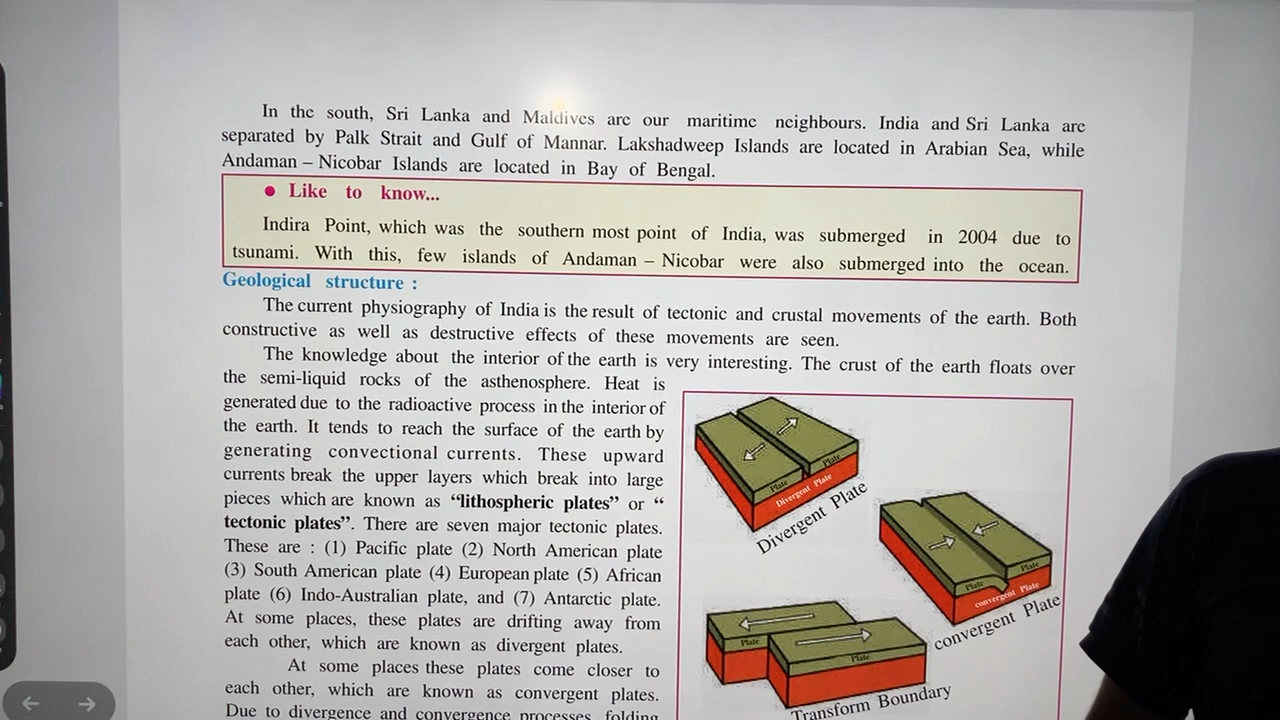 In the south, Sri Lanka and Maldives are our maritime neighbours. India and Sri Lanka are
separated by Palk Strait and Gulf of Mannar. Lakshadweep Islands are located in Arabian Sea, while
Andaman – Nicobar Islands are located in Bay of Bengal.
● Like to know...
Indira Point, which was the southern most point of India, was submerged in 2004 due to
tsunami. With this, few islands of Andaman – Nicobar were also submerged into the ocean.
Geological structure :
The current physiography of India is the result of tectonic and crustal movements of the earth. Both
constructive as well as destructive effects of these movements are seen.
The knowledge about the interior of the earth is very interesting. The crust of the earth floats over
the semi-liquid rocks of the asthenosphere. Heat is
generated due to the radioactive process in the interior of
the earth. It tends to reach the surface of the earth by
generating convectional currents. These upward
currents break the upper layers which break into large
pieces which are known as “lithospheric plates” or “
tectonic plates”. There are seven major tectonic plates.
These are : (1) Pacific plate (2) North American plate
(3) South American plate (4) European plate (5) African
plate (6) Indo-Australian plate, and (7) Antarctic plate.
At some places, these plates are drifting away from
each other, which are known as divergent plates.
At some places these plates come closer to
each other, which are known as convergent plates.
Due to divergence and convergence processes, folding
Plate
Plate
Divergent Plate
Divergent Plate
Plate
Plate
convergent Plate
convergent Plate
Plate
Plate
Transform Boundary